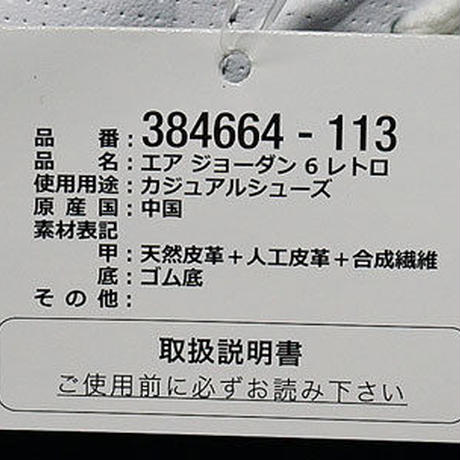 品番：384664-113
品名：エア ジョーダン 6 レトロ
使用用途：カジュアルシューズ
原産国：中国
素材表記
甲：天然皮革＋人工皮革＋合成繊維
底：ゴム底
その他：
取扱説明書
ご使用前に必ずお読み下さい